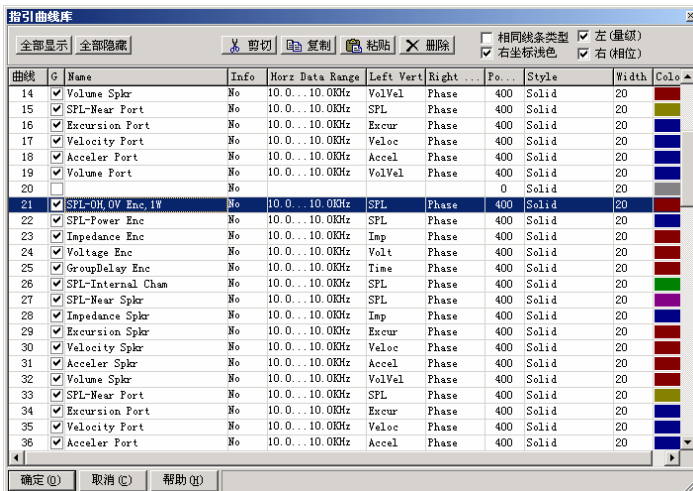 指引曲线库
全部显示 全部隐藏 剪切 复制 粘贴 删除 相同线条类型 左(量级)
右坐标浅色 右(相位)
曲线 G Name Info Horz Data Range Left Vert Right ... Po... Style Width Colo
14 Volume Spkr No 10.0...10.0KHz VolVel Phase 400 Solid 20
15 SPL-Near Port No 10.0...10.0KHz SPL Phase 400 Solid 20
16 Excursion Port No 10.0...10.0KHz Excur Phase 400 Solid 20
17 Velocity Port No 10.0...10.0KHz Veloc Phase 400 Solid 20
18 Acceler Port No 10.0...10.0KHz Accel Phase 400 Solid 20
19 Volume Port No 10.0...10.0KHz VolVel Phase 400 Solid 20
20 No 0 Solid 20
21 SPL-0H,0V Enc,1W No 10.0...10.0KHz SPL Phase 400 Solid 20
22 SPL-Power Enc No 10.0...10.0KHz SPL Phase 400 Solid 20
23 Impedance Enc No 10.0...10.0KHz Imp Phase 400 Solid 20
24 Voltage Enc No 10.0...10.0KHz Volt Phase 400 Solid 20
25 GroupDelay Enc No 10.0...10.0KHz Time Phase 400 Solid 20
26 SPL-Internal Cham No 10.0...10.0KHz SPL Phase 400 Solid 20
27 SPL-Near Spkr No 10.0...10.0KHz SPL Phase 400 Solid 20
28 Impedance Spkr No 10.0...10.0KHz Imp Phase 400 Solid 20
29 Excursion Spkr No 10.0...10.0KHz Excur Phase 400 Solid 20
30 Velocity Spkr No 10.0...10.0KHz Veloc Phase 400 Solid 20
31 Acceler Spkr No 10.0...10.0KHz Accel Phase 400 Solid 20
32 Volume Spkr No 10.0...10.0KHz VolVel Phase 400 Solid 20
33 SPL-Near Port No 10.0...10.0KHz SPL Phase 400 Solid 20
34 Excursion Port No 10.0...10.0KHz Excur Phase 400 Solid 20
35 Velocity Port No 10.0...10.0KHz Veloc Phase 400 Solid 20
36 Acceler Port No 10.0...10.0KHz Accel Phase 400 Solid 20
确定(O) 取消(C) 帮助(H)